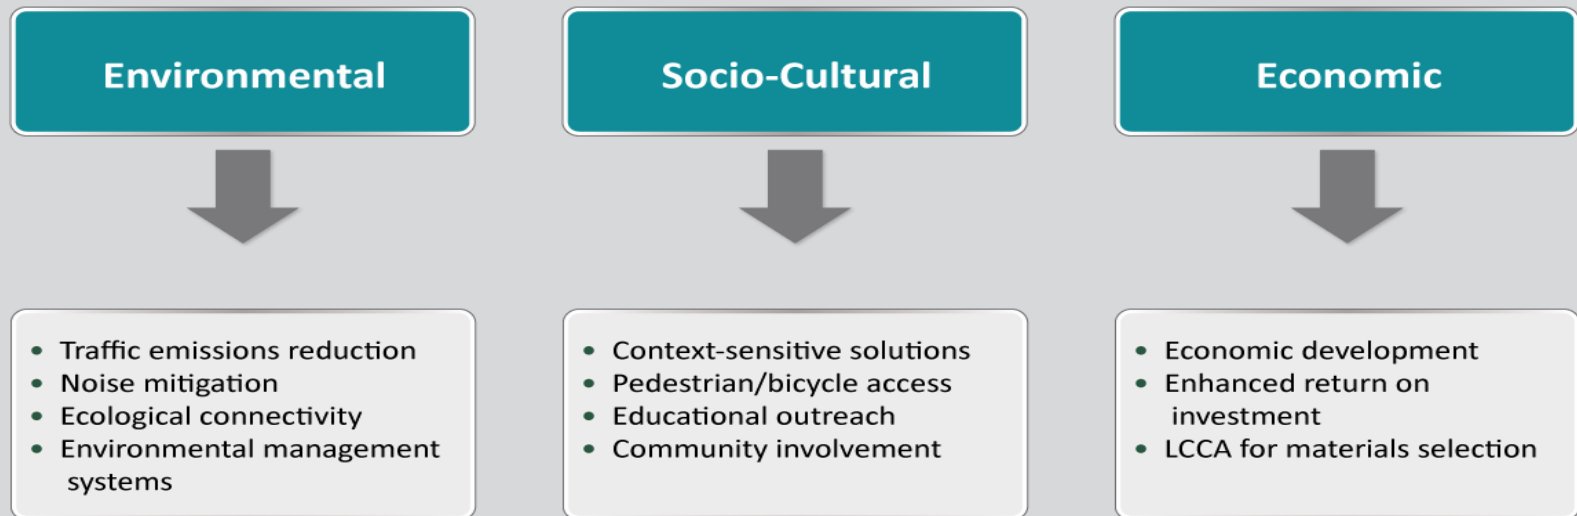 Environmental
Socio-Cultural
Economic
• Traffic emissions reduction
• Noise mitigation
• Ecological connectivity
• Environmental management
systems
• Context-sensitive solutions
• Pedestrian/bicycle access
• Educational outreach
• Community involvement
• Economic development
• Enhanced return on
investment
• LCCA for materials selection